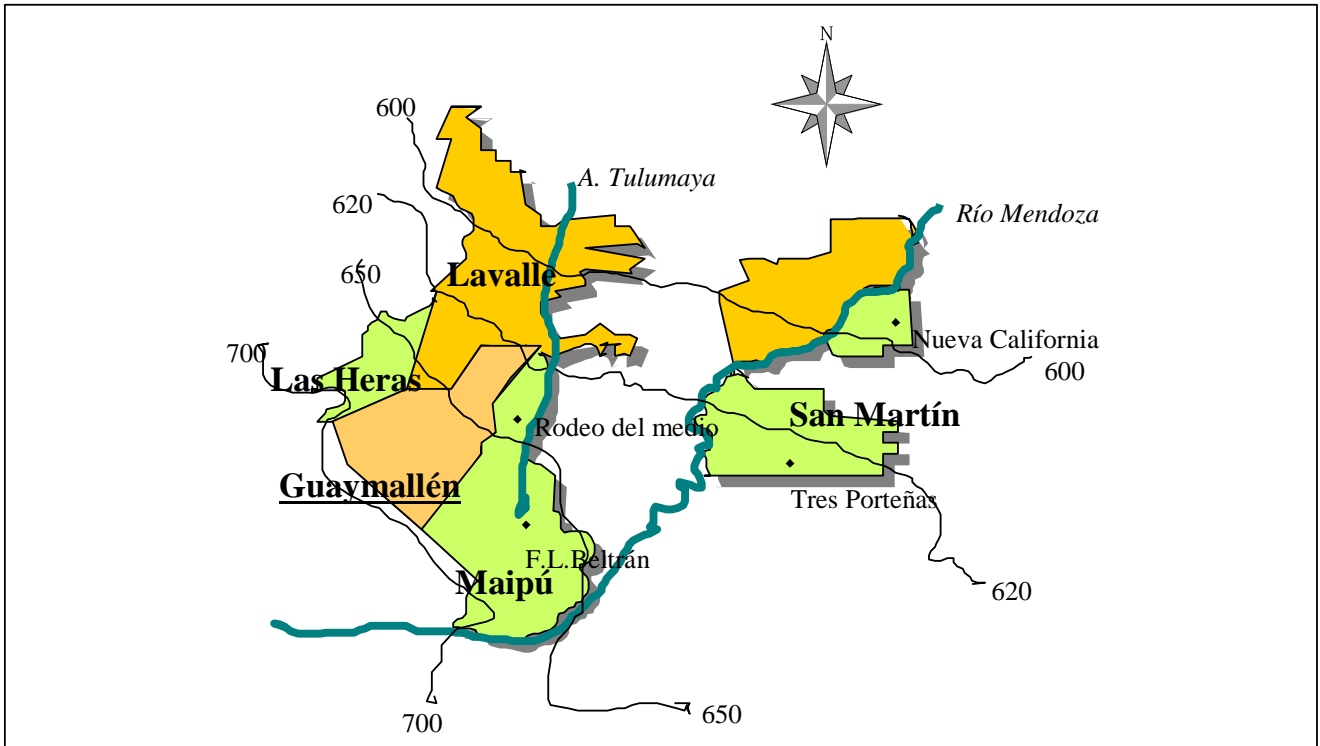 N
600
A. Tulumaya
620
Río Mendoza
650
Lavalle
Nueva California
700
Las Heras
600
San Martín
Rodeo del medio
Guaymallén
Tres Porteñas
F.L.Beltrán
Maipú
620
700
650